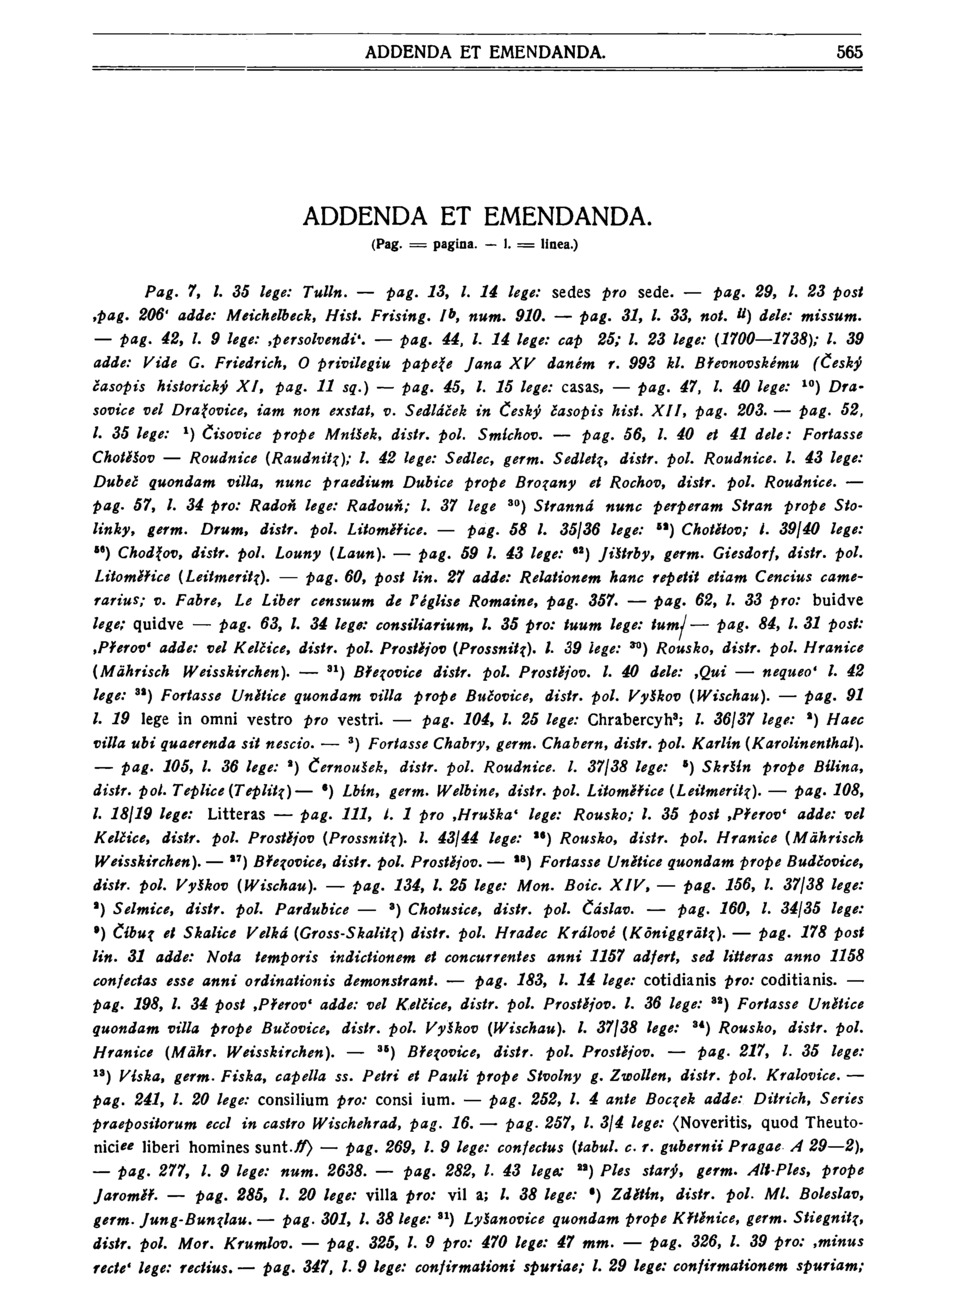 ADDENDA ET EMENDANDA. 565
ADDENDA ET EMENDANDA.
(Pag. = pagina. — l. = linea.)
Pag. 7, l. 35 lege: Tulln. — pag. 13, l. 14 lege: sedes pro sede. — pag. 29, l. 23 post
‚pag. 206‘ adde: Meichelbeck, Hist. Frising. Iᵇ, num. 910. — pag. 31, l. 33, not. ii) dele: missum.
— pag. 42, l. 9 lege: ‚persolvendi‘. — pag. 44, l. 14 lege: cap 25; l. 23 lege: (1700—1738); l. 39
adde: Vide G. Friedrich, O privilegiu papeže Jana XV daném r. 993 kl. Břevnovskému (Český
časopis historický XI, pag. 11 sq.) — pag. 45, l. 15 lege: casas, — pag. 47, l. 40 lege: ¹⁰) Dra-
sovice vel Dražovice, iam non exstat, v. Sedláček in Český časopis hist. XII, pag. 203. — pag. 52,
l. 35 lege: ¹) Čisovice prope Mníšek, distr. pol. Smíchov. — pag. 56, l. 40 et 41 dele: Fortasse
Chotěšov — Roudnice (Raudnitz); l. 42 lege: Sedlec, germ. Sedletz, distr. pol. Roudnice. l. 43 lege:
Dubeč quondam villa, nunc praedium Dubice prope Brozany et Rochov, distr. pol. Roudnice. —
pag. 57, l. 34 pro: Radoň lege: Radouň; l. 37 lege ³⁰) Stranná nunc perperam Stran prope Sto-
linky, germ. Drum, distr. pol. Litoměřice. — pag. 58 l. 35/36 lege: ⁵²) Chotětov; l. 39/40 lege:
⁵⁶) Chodžov, distr. pol. Louny (Laun). — pag. 59 l. 43 lege: ⁶²) Jištrby, germ. Giesdorf, distr. pol.
Litoměřice (Leitmeritz). — pag. 60, post lin. 27 adde: Relationem hanc repetit etiam Cencius came-
rarius; v. Fabre, Le Liber censuum de l'église Romaine, pag. 357. — pag. 62, l. 33 pro: buidve
lege; quidve — pag. 63, l. 34 lege: consiliarium, l. 35 pro: tuum lege: tum/ — pag. 84, l. 31 post:
‚Přerov‘ adde: vel Kelčice, distr. pol. Prostějov (Prossnitz). l. 39 lege: ³⁰) Rousko, distr. pol. Hranice
(Mährisch Weisskirchen). — ³¹) Březovice distr. pol. Prostějov. l. 40 dele: ‚Qui — nequeo‘ l. 42
lege: ³²) Fortasse Unětice quondam villa prope Bučovice, distr. pol. Vyškov (Wischau). — pag. 91
l. 19 lege in omni vestro pro vestri. — pag. 104, l. 25 lege: Chrabercyh³; l. 36/37 lege: ²) Haec
villa ubi quaerenda sit nescio. — ³) Fortasse Chabry, germ. Chabern, distr. pol. Karlín (Karolinenthal).
— pag. 105, l. 36 lege: ²) Černoušek, distr. pol. Roudnice. l. 37/38 lege: ⁵) Skršín prope Bílina,
distr. pol. Teplice (Teplitz) — ⁶) Lbín, germ. Welbine, distr. pol. Litoměřice (Leitmeritz). — pag. 108,
l. 18/19 lege: Litteras — pag. 111, l. 1 pro ‚Hruška‘ lege: Rousko; l. 35 post ‚Přerov‘ adde: vel
Kelčice, distr. pol. Prostějov (Prossnitz). l. 43/44 lege: ²⁶) Rousko, distr. pol. Hranice (Mährisch
Weisskirchen). — ²⁷) Březovice, distr. pol. Prostějov. — ²⁸) Fortasse Unětice quondam prope Budčovice,
distr. pol. Vyškov (Wischau). — pag. 134, l. 25 lege: Mon. Boic. XIV, — pag. 156, l. 37/38 lege:
²) Selmice, distr. pol. Pardubice — ³) Chotusice, distr. pol. Čáslav. — pag. 160, l. 34/35 lege:
⁹) Čibuz et Skalice Velká (Gross-Skalitz) distr. pol. Hradec Králové (Königgrätz). — pag. 178 post
lin. 31 adde: Nota temporis indictionem et concurrentes anni 1157 adfert, sed litteras anno 1158
confectas esse anni ordinationis demonstrant. — pag. 183, l. 14 lege: cotidianis pro: coditianis. —
pag. 198, l. 34 post ‚Přerov‘ adde: vel Kelčice, distr. pol. Prostějov. l. 36 lege: ³²) Fortasse Unětice
quondam villa prope Bučovice, distr. pol. Vyškov (Wischau). l. 37/38 lege: ³⁴) Rousko, distr. pol.
Hranice (Mähr. Weisskirchen). — ³⁵) Březovice, distr. pol. Prostějov. — pag. 217, l. 35 lege:
¹³) Víska, germ. Fiska, capella ss. Petri et Pauli prope Stvolny g. Zwollen, distr. pol. Kralovice. —
pag. 241, l. 20 lege: consilium pro: consi ium. — pag. 252, l. 4 ante Boczek adde: Ditrich, Series
praepositorum eccl in castro Wischehrad, pag. 16. — pag. 257, l. 3/4 lege: ⟨Noveritis, quod Theuto-
niciᵉᵉ liberi homines sunt.ff⟩ — pag. 269, l. 9 lege: confectus (tabul. c. r. gubernii Pragae A 29—2),
— pag. 277, l. 9 lege: num. 2638. — pag. 282, l. 43 lege: ²²) Ples starý, germ. Alt-Ples, prope
Jaroměř. — pag. 285, l. 20 lege: villa pro: vil a; l. 38 lege: ⁶) Zdětín, distr. pol. Ml. Boleslav,
germ. Jung-Bunzlau. — pag. 301, l. 38 lege: ³¹) Lyšanovice quondam prope Křtěnice, germ. Stiegnitz,
distr. pol. Mor. Krumlov. — pag. 325, l. 9 pro: 470 lege: 47 mm. — pag. 326, l. 39 pro: ‚minus
recte‘ lege: rectius. — pag. 347, l. 9 lege: confirmationi spuriae; l. 29 lege: confirmationem spuriam;